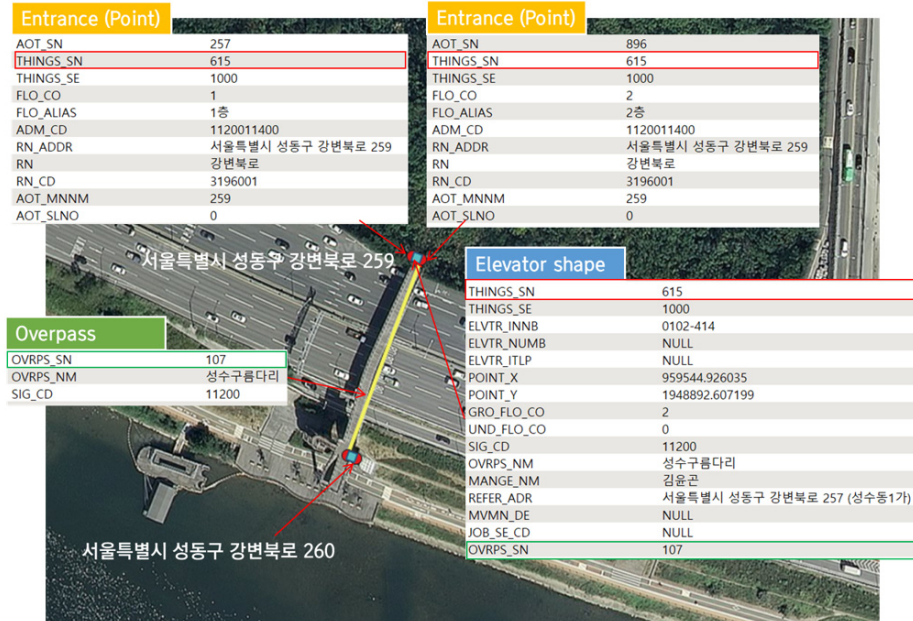 Entrance (Point)
AOT_SN 257
THINGS_SN 615
THINGS_SE 1000
FLO_CO 1
FLO_ALIAS 1층
ADM_CD 1120011400
RN_ADDR 서울특별시 성동구 강변북로 259
RN 강변북로
RN_CD 3196001
AOT_MNNM 259
AOT_SLNO 0
Entrance (Point)
AOT_SN 896
THINGS_SN 615
THINGS_SE 1000
FLO_CO 2
FLO_ALIAS 2층
ADM_CD 1120011400
RN_ADDR 서울특별시 성동구 강변북로 259
RN 강변북로
RN_CD 3196001
AOT_MNNM 259
AOT_SLNO 0
서울특별시 성동구 강변북로 259
Elevator shape
THINGS_SN 615
THINGS_SE 1000
ELVTR_INNB 0102-414
ELVTR_NUMB NULL
ELVTR_ITLP NULL
POINT_X 959544.926035
POINT_Y 1948892.607199
GRO_FLO_CO 2
UND_FLO_CO 0
SIG_CD 11200
OVRPS_NM 성수구름다리
MANGE_NM 김윤곤
REFER_ADR 서울특별시 성동구 강변북로 257 (성수동1가)
MVMN_DE NULL
JOB_SE_CD NULL
OVRPS_SN 107
Overpass
OVRPS_SN 107
OVRPS_NM 성수구름다리
SIG_CD 11200
서울특별시 성동구 강변북로 260